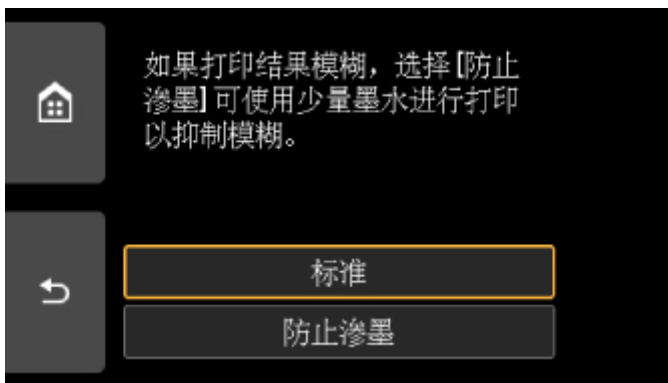 如果打印结果模糊，选择[防止
渗墨]可使用少量墨水进行打印
以抑制模糊。
标准
防止渗墨